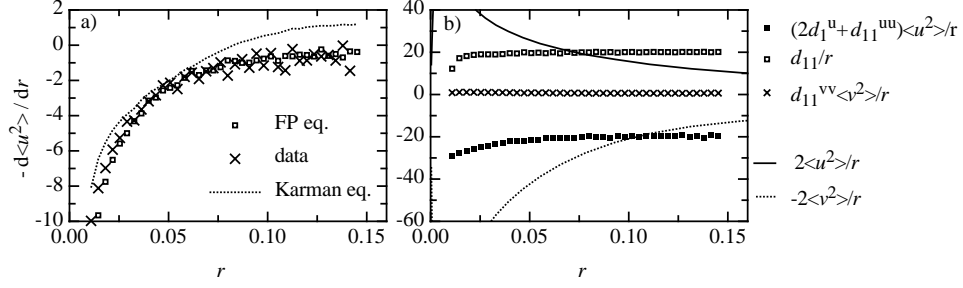 a)
2
0
-2
-4
-6
-8
-10
- d<u²> / dr
FP eq.
data
Karman eq.
0.00 0.05 0.10 0.15
r
b)
40
20
0
-20
-40
-60
0.00 0.05 0.10 0.15
r
(2d₁ᵘ+d₁₁ᵘᵘ)<u²>/r
d₁₁/r
d₁₁ᵛᵛ<v²>/r
2<u²>/r
-2<v²>/r